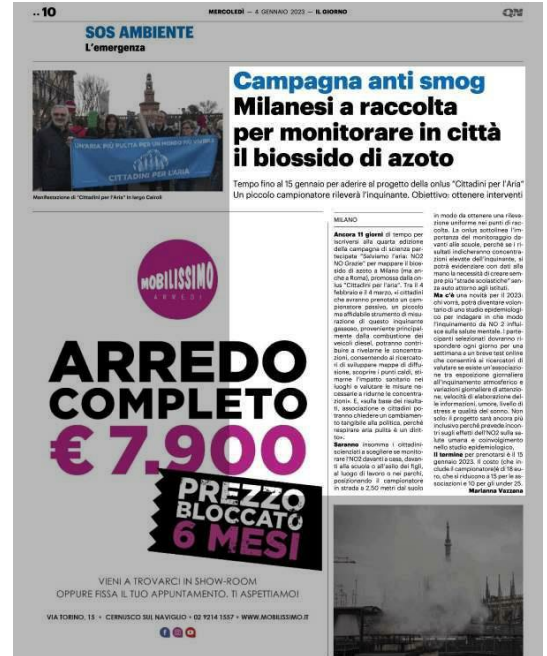 .. 10
MERCOLEDÌ — 4 GENNAIO 2023 — IL GIORNO
QN
SOS AMBIENTE
L'emergenza
CITTADINI PER L'ARIA
Manifestazione di "Cittadini per l'Aria" in largo Cairoli
Campagna anti smog
Milanesi a raccolta
per monitorare in città
il biossido di azoto
Tempo fino al 15 gennaio per aderire al progetto della onlus "Cittadini per l'Aria"
Un piccolo campionatore rileverà l'inquinante. Obiettivo: ottenere interventi
MILANO
Ancora 11 giorni di tempo per
iscriversi alla quarta edizione
della campagna di scienza par-
tecipata "Salviamo l'aria: NO2
NO Grazie" per mappare il bios-
sido di azoto a Milano (ma an-
che a Roma), promossa dalla on-
lus "Cittadini per l'aria". Tra il 4
febbraio e il 4 marzo, «i cittadini
che avranno prenotato un cam-
pionatore passivo, un piccolo
ma affidabile strumento di misu-
razione di questo inquinante
gassoso, proveniente principal-
mente dalla combustione dei
veicoli diesel, potranno contri-
buire a rivelarne le concentra-
zioni, consentendo ai ricercato-
ri di sviluppare mappe di diffu-
sione, scoprire i punti caldi, sti-
marne l'impatto sanitario nei
luoghi e valutare le misure ne-
cessarie a ridurne le concentra-
zioni». E, «sulla base dei risulta-
ti, associazione e cittadini po-
tranno chiedere un cambiamen-
to tangibile alla politica, perché
respirare aria pulita è un dirit-
to».
Saranno insomma i cittadini-
scienziati a scegliere se monito-
rare l'NO2 davanti a casa, davan-
ti alla scuola o all'asilo dei figli,
al luogo di lavoro o nei parchi,
posizionando il campionatore
in strada a 2,50 metri dal suolo
in modo da ottenere una rileva-
zione uniforme nei punti di rac-
colta. La onlus sottolinea l'im-
portanza del monitoraggio da-
vanti alle scuole, perché se i ri-
sultati indicheranno concentra-
zioni elevate dell'inquinante, si
potrà evidenziare con dati alla
mano la necessità di creare sem-
pre più "strade scolastiche" sen-
za auto attorno agli istituti.
Ma c'è una novità per il 2023:
chi vorrà, potrà diventare volon-
tario di uno studio epidemiologi-
co per indagare in che modo
l'inquinamento da NO 2 influi-
sce sulla salute mentale. I parte-
cipanti selezionati dovranno ri-
spondere ogni giorno per una
settimana a un breve test online
che consentirà ai ricercatori di
valutare se esiste un'associazio-
ne tra esposizione giornaliera
all'inquinamento atmosferico e
variazioni giornaliere di attenzio-
ne, velocità di elaborazione del-
le informazioni, umore, livello di
stress e qualità del sonno. Non
solo: il progetto sarà ancora più
inclusivo perché prevede incon-
tri sugli effetti dell'NO2 sulla sa-
lute umana e coinvolgimento
nello studio epidemiologico.
Il termine per prenotarsi è il 15
gennaio 2023. Il costo (che in-
clude il campionatore) è di 18 eu-
ro, che si riducono a 15 per le as-
sociazioni e 10 per gli under 25.
Marianna Vazzana
MOBILISSIMO
ARREDI
ARREDO
COMPLETO
€ 7.900
PREZZO
BLOCCATO
6 MESI
VIENI A TROVARCI IN SHOW-ROOM
OPPURE FISSA IL TUO APPUNTAMENTO. TI ASPETTIAMO!
VIA TORINO, 15 • CERNUSCO SUL NAVIGLIO • 02 9214 1557 • WWW.MOBILISSIMO.IT